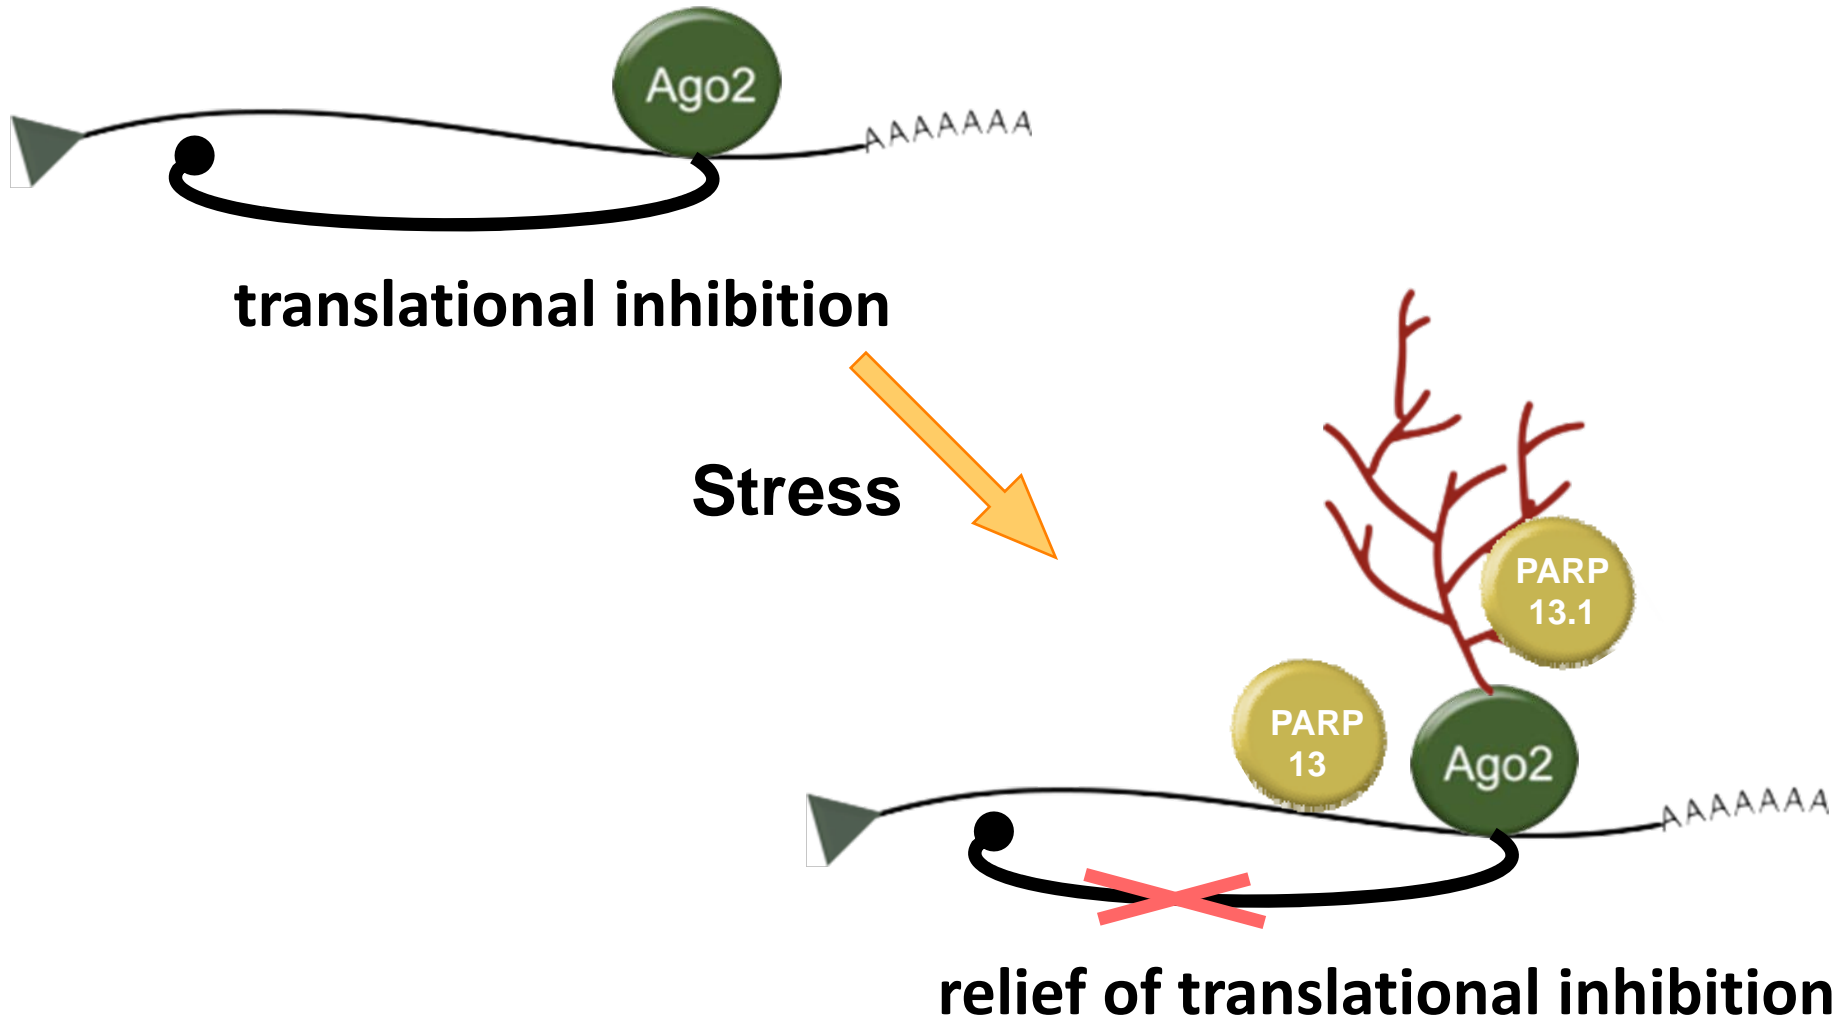 Ago2
AAAAAAA
translational inhibition
Stress
PARP
13.1
PARP
13
Ago2
AAAAAAA
relief of translational inhibition